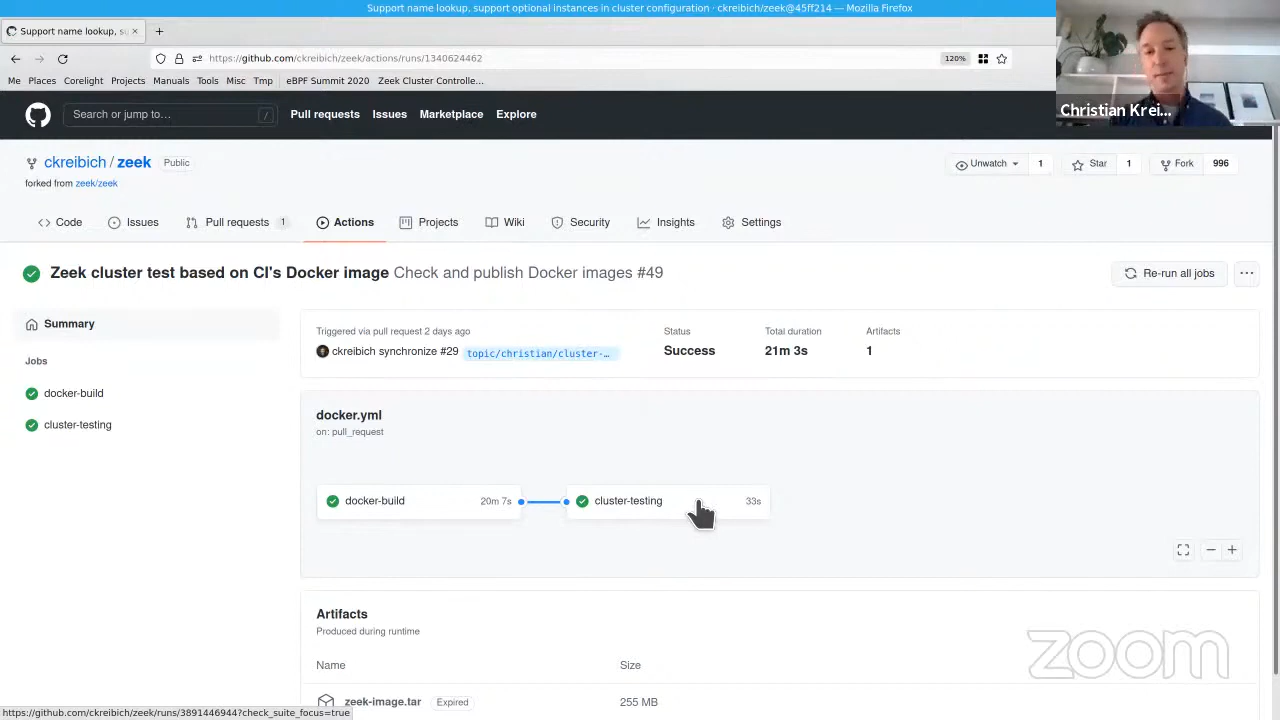 Support name lookup, support optional instances in cluster configuration · ckreibich/zeek@45ff214 — Mozilla Firefox
Support name lookup, su
https://github.com/ckreibich/zeek/actions/runs/1340624462
120%
Me Places Corelight Projects Manuals Tools Misc Tmp eBPF Summit 2020 Zeek Cluster Controlle...
Christian Krei...
Search or jump to...
/
Pull requests Issues Marketplace Explore
ckreibich / zeek Public
forked from zeek/zeek
Unwatch 1 Star 1 Fork 996
Code Issues Pull requests 1 Actions Projects Wiki Security Insights Settings
Zeek cluster test based on CI's Docker image Check and publish Docker images #49
Re-run all jobs
Summary
Jobs
docker-build
cluster-testing
Triggered via pull request 2 days ago
ckreibich synchronize #29 topic/christian/cluster-…
Status
Success
Total duration
21m 3s
Artifacts
1
docker.yml
on: pull_request
docker-build 20m 7s
cluster-testing 33s
Artifacts
Produced during runtime
Name Size
zeek-image.tar Expired 255 MB
zoom
https://github.com/ckreibich/zeek/runs/3891446944?check_suite_focus=true